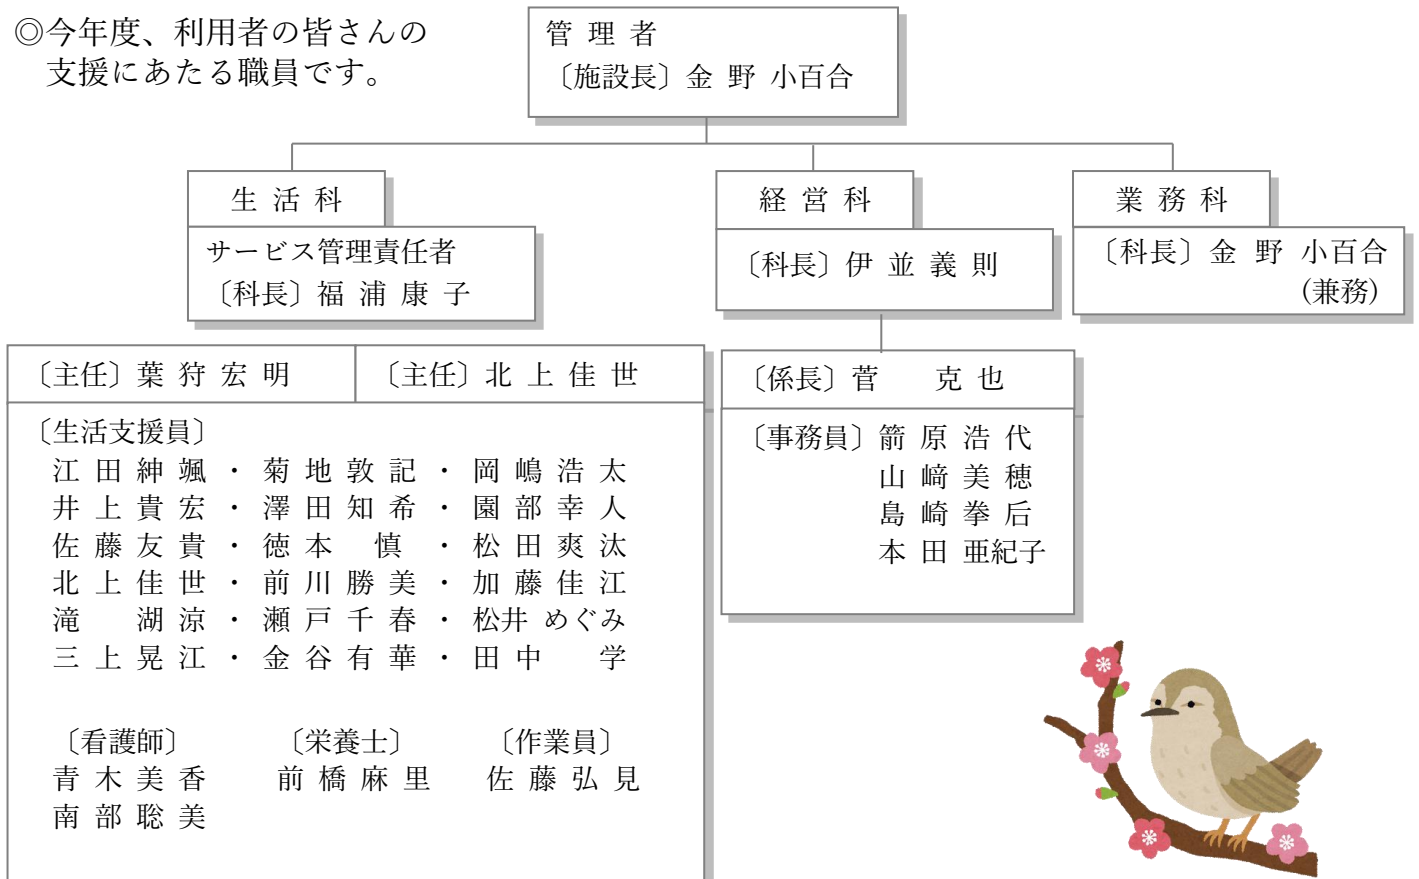 ◎今年度、利用者の皆さんの
支援にあたる職員です。
管 理 者
〔施設長〕金 野 小百合
生 活 科
サービス管理責任者
〔科長〕福 浦 康 子
経 営 科
〔科長〕伊 並 義 則
業 務 科
〔科長〕金 野 小百合
(兼務)
〔主任〕葉 狩 宏 明 〔主任〕北 上 佳 世
〔生活支援員〕
江 田 紳 颯 ・ 菊 地 敦 記 ・ 岡 嶋 浩 太
井 上 貴 宏 ・ 澤 田 知 希 ・ 園 部 幸 人
佐 藤 友 貴 ・ 徳 本 慎 ・ 松 田 爽 汰
北 上 佳 世 ・ 前 川 勝 美 ・ 加 藤 佳 江
滝 湖 涼 ・ 瀬 戸 千 春 ・ 松井 めぐみ
三 上 晃 江 ・ 金 谷 有 華 ・ 田 中 学
〔看護師〕 〔栄養士〕 〔作業員〕
青 木 美 香 前 橋 麻 里 佐 藤 弘 見
南 部 聡 美
〔係長〕菅 克 也
〔事務員〕箭 原 浩 代
山 﨑 美 穂
島 崎 拳 后
本 田 亜紀子